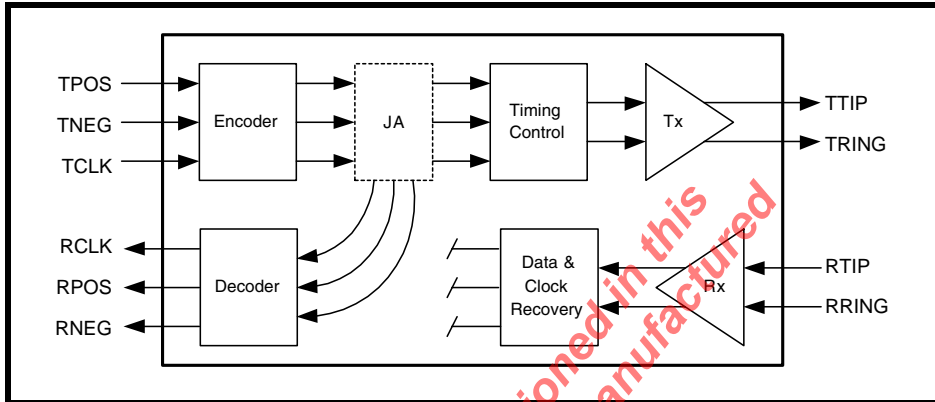 TPOS
TNEG
TCLK
Encoder
JA
Timing
Control
Tx
TTIP
TRING
RCLK
RPOS
RNEG
Decoder
Data &
Clock
Recovery
Rx
RTIP
RRING
ioned in this
anufactured